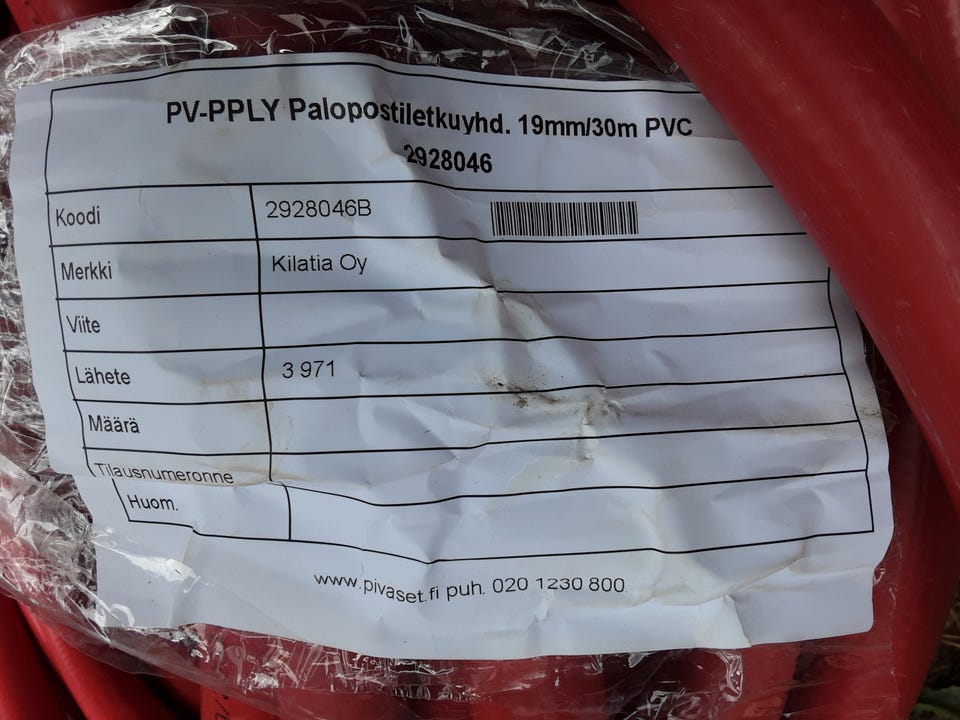 PV-PPLY Palopostiletkuyhd. 19mm/30m PVC
2928046
Koodi 2928046B
Merkki Kilatia Oy
Viite
Lähete 3 971
Määrä
Tilausnumeronne
Huom.
www.pivaset.fi puh. 020 1230 800